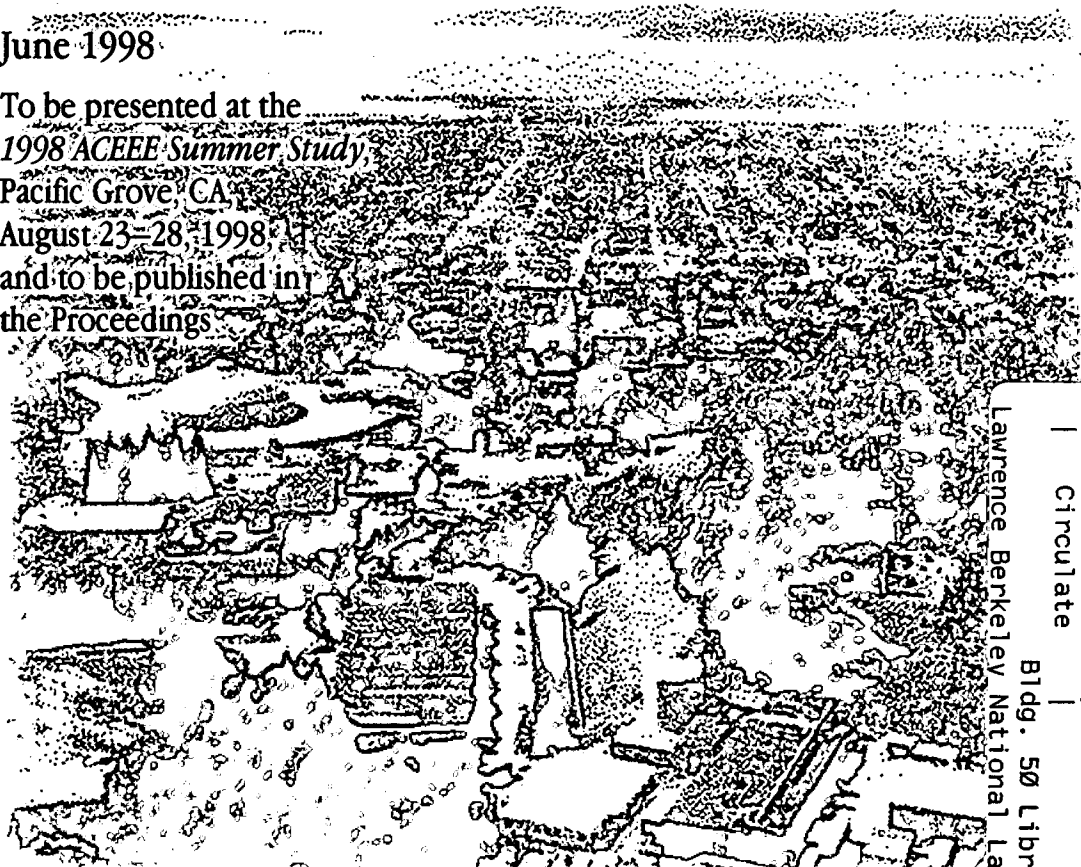 June 1998
To be presented at the
1998 ACEEE Summer Study,
Pacific Grove, CA,
August 23–28, 1998,
and to be published in
the Proceedings
| Circulate |
Bldg. 50
Lawrence Berkeley National